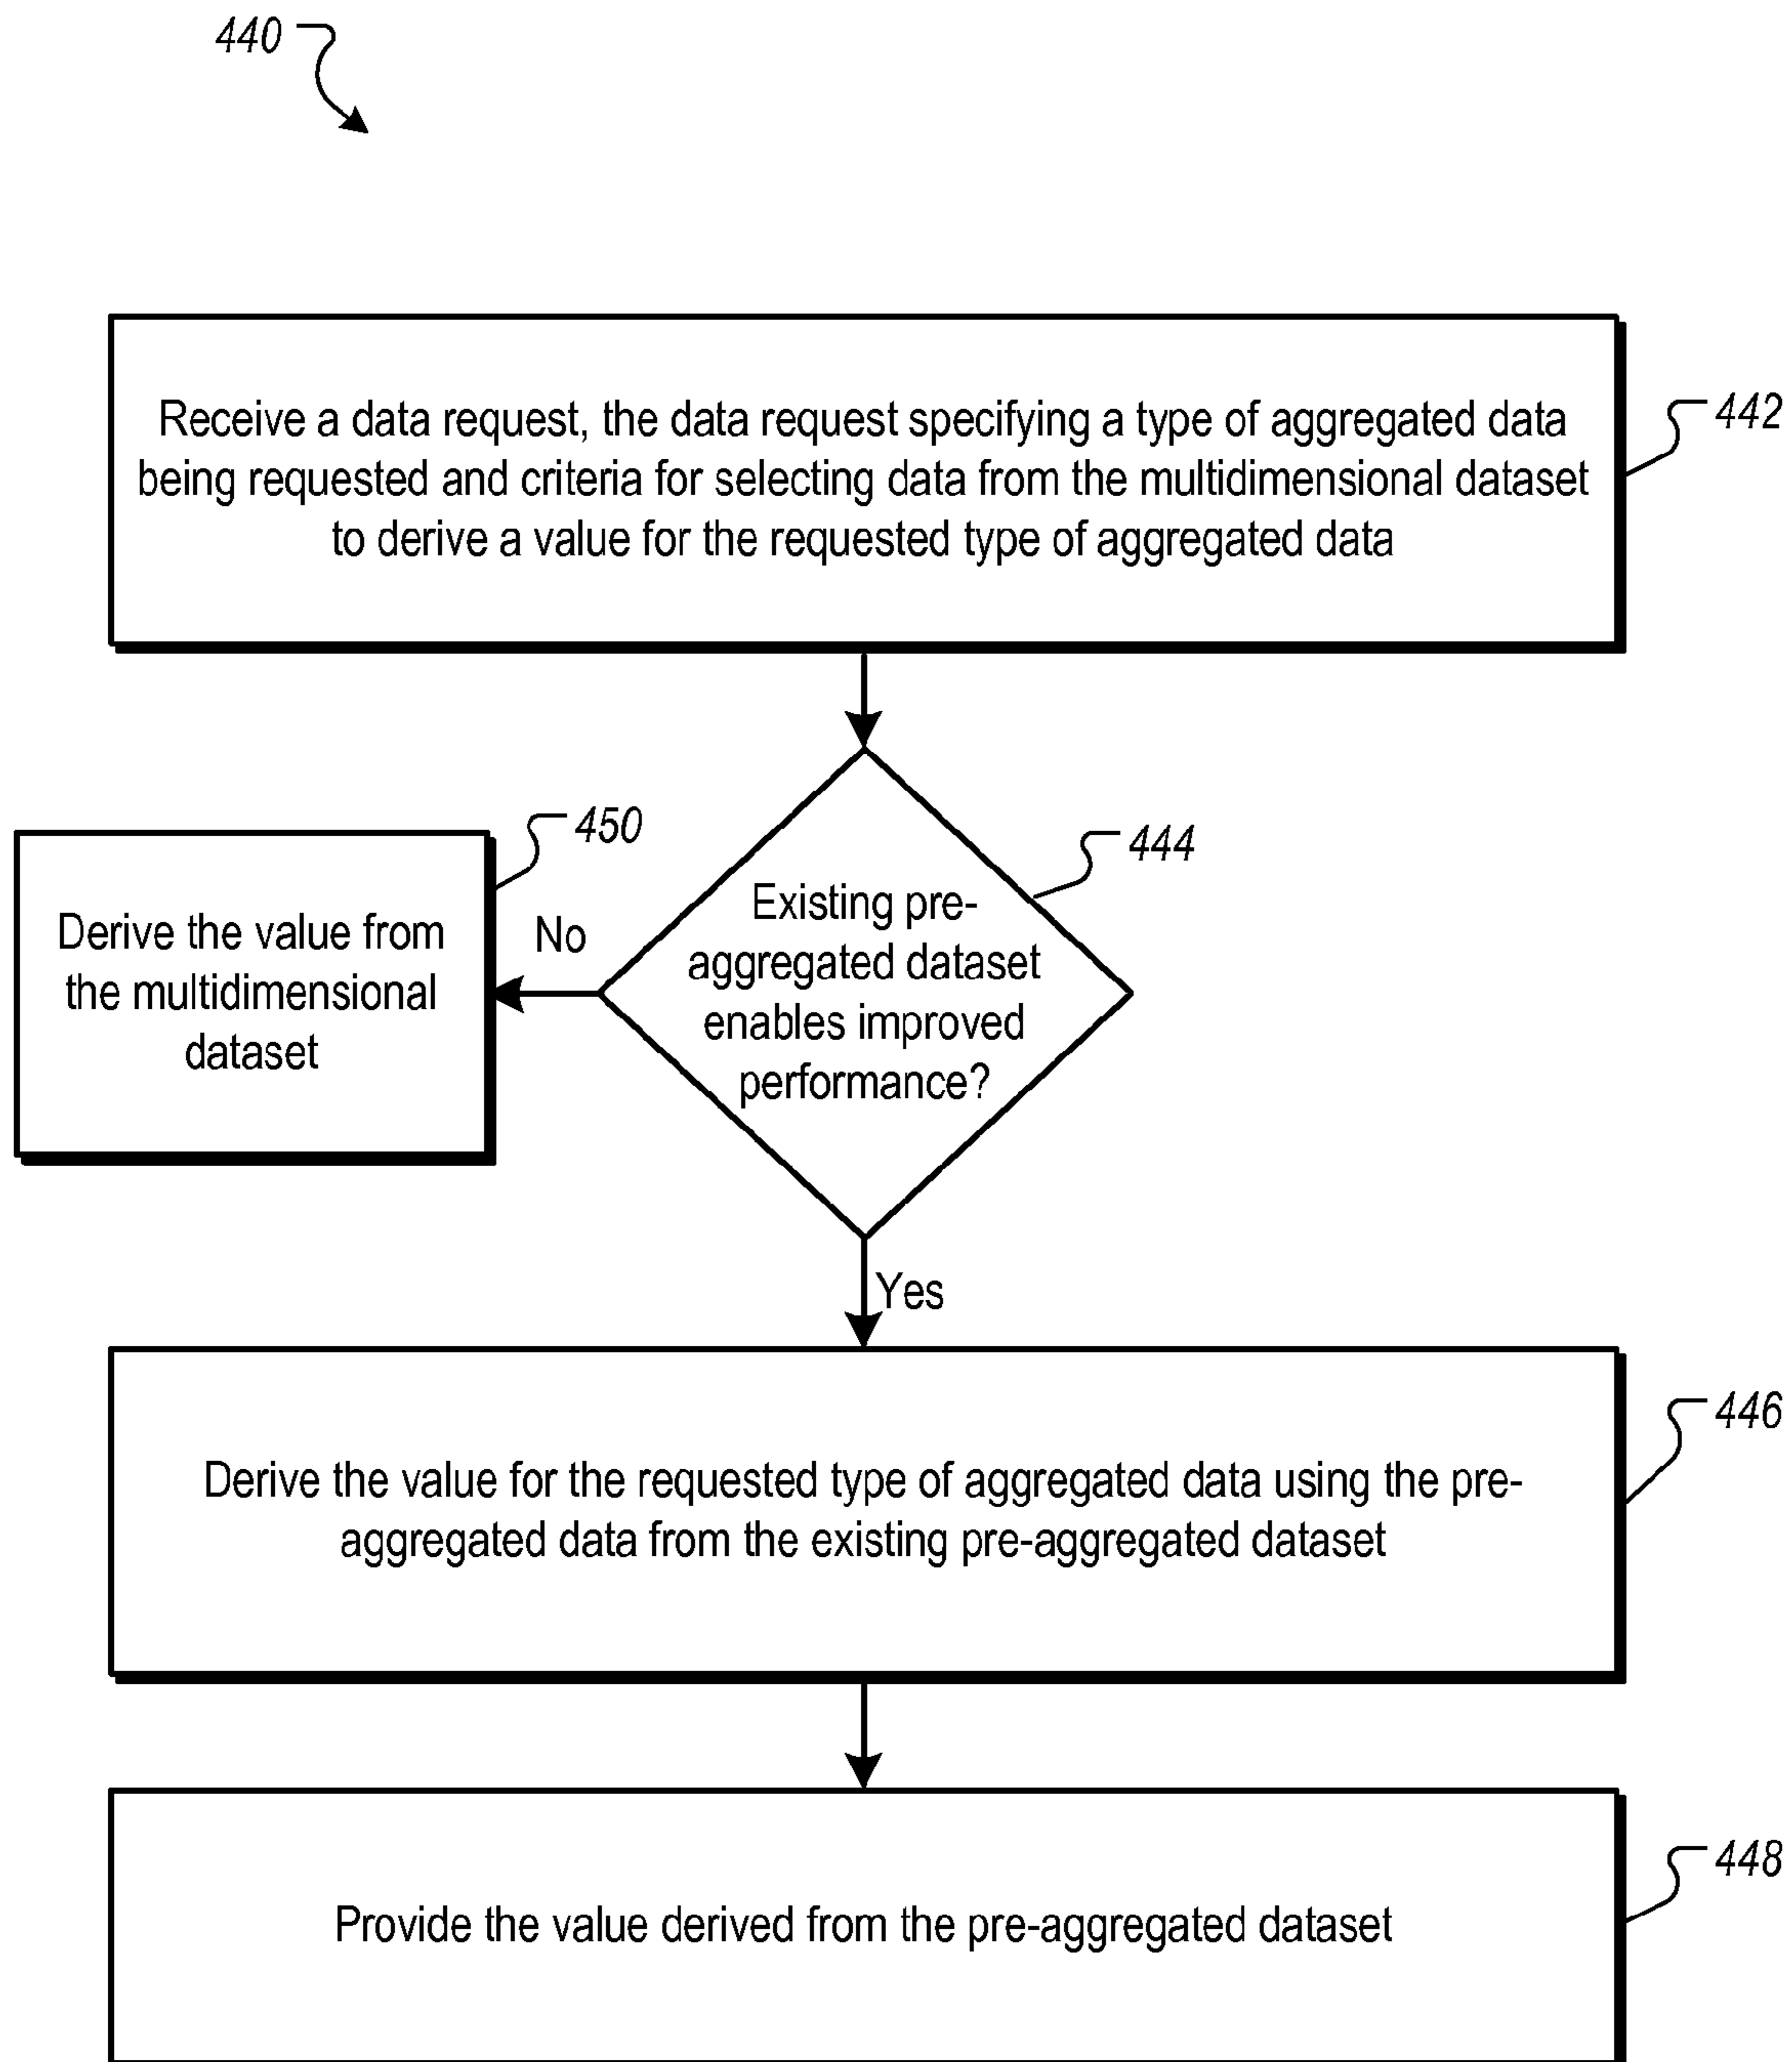 440
Receive a data request, the data request specifying a type of aggregated data
being requested and criteria for selecting data from the multidimensional dataset
to derive a value for the requested type of aggregated data
442
450
444
Derive the value from
the multidimensional
dataset
No
Existing pre-
aggregated dataset
enables improved
performance?
Yes
Derive the value for the requested type of aggregated data using the pre-
aggregated data from the existing pre-aggregated dataset
446
Provide the value derived from the pre-aggregated dataset
448